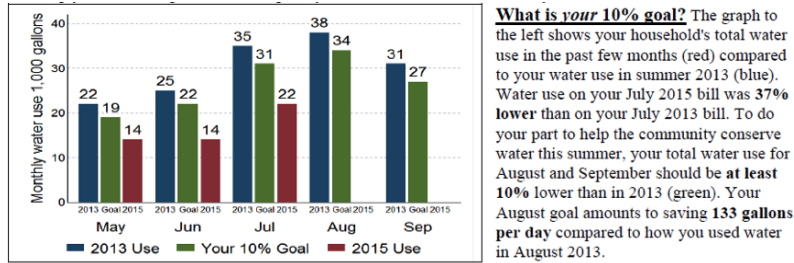 Monthly water use 1,000 gallons
40
30
20
10
0
22 19 14
25 22 14
35 31 22
38 34
31 27
2013 Goal 2015 2013 Goal 2015 2013 Goal 2015 2013 Goal 2015 2013 Goal 2015
May Jun Jul Aug Sep
2013 Use Your 10% Goal 2015 Use
What is your 10% goal? The graph to
the left shows your household's total water
use in the past few months (red) compared
to your water use in summer 2013 (blue).
Water use on your July 2015 bill was 37%
lower than on your July 2013 bill. To do
your part to help the community conserve
water this summer, your total water use for
August and September should be at least
10% lower than in 2013 (green). Your
August goal amounts to saving 133 gallons
per day compared to how you used water
in August 2013.